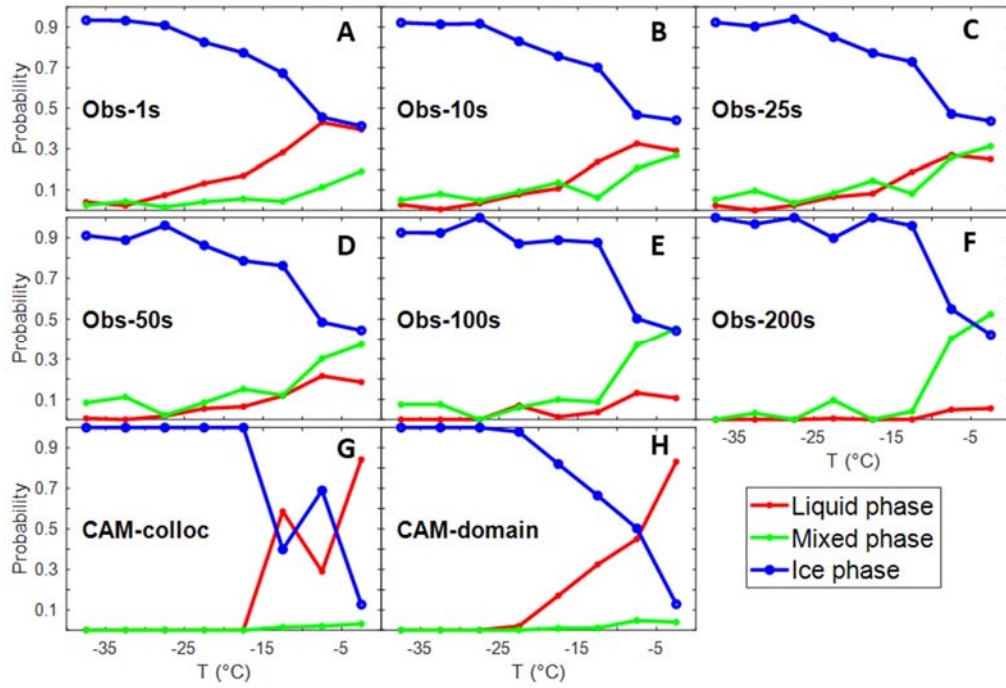 A
B
C
Probability
0.9
0.7
0.5
0.3
0.1
Obs-1s
Obs-10s
Obs-25s
D
E
F
Probability
0.9
0.7
0.5
0.3
0.1
Obs-50s
Obs-100s
Obs-200s
-35 -25 -15 -5
T (°C)
G
H
Probability
0.9
0.7
0.5
0.3
0.1
CAM-colloc
CAM-domain
Liquid phase
Mixed phase
Ice phase
-35 -25 -15 -5
T (°C)
-35 -25 -15 -5
T (°C)